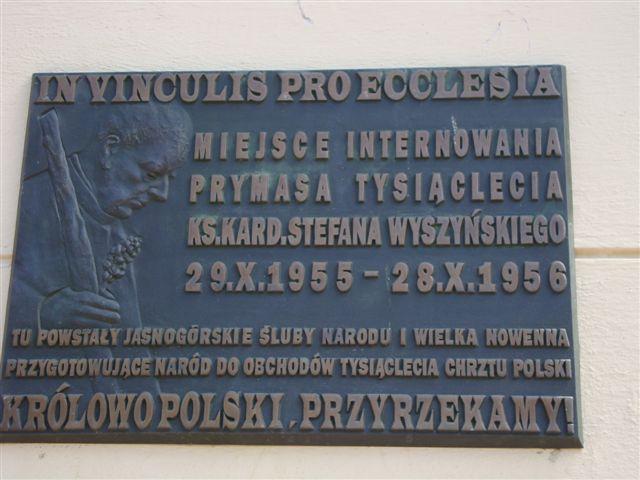 IN VINCULIS PRO ECCLESIA
MIEJSCE INTERNOWANIA
PRYMASA TYSIĄCLECIA
KS.KARD.STEFANA WYSZYŃSKIEGO
29.X.1955 - 28.X.1956
TU POWSTAŁY JASNOGÓRSKIE ŚLUBY NARODU I WIELKA NOWENNA
PRZYGOTOWUJĄCE NARÓD DO OBCHODÓW TYSIĄCLECIA CHRZTU POLSKI
KRÓLOWO POLSKI, PRZYRZEKAMY!